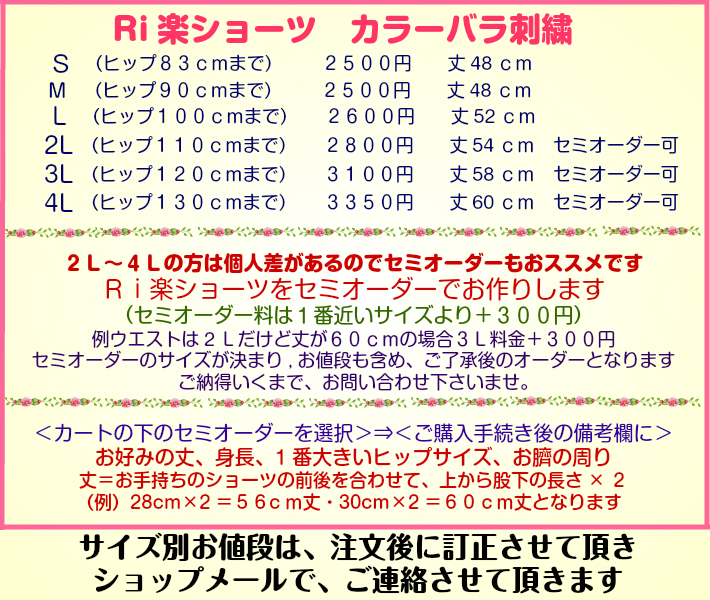 Ri楽ショーツ　カラーバラ刺繍
S （ヒップ８３ｃｍまで） ２５００円 丈48ｃｍ
M （ヒップ９０ｃｍまで） ２５００円 丈48ｃｍ
L （ヒップ１００ｃｍまで） ２６００円 丈52ｃｍ
2L （ヒップ１１０ｃｍまで） ２８００円 丈54ｃｍ セミオーダー可
3L （ヒップ１２０ｃｍまで） ３１００円 丈58ｃｍ セミオーダー可
4L （ヒップ１３０ｃｍまで） ３３５０円 丈60ｃｍ セミオーダー可
２Ｌ～４Ｌの方は個人差があるのでセミオーダーもおススメです
Ｒｉ楽ショーツをセミオーダーでお作りします
（セミオーダー料は１番近いサイズより＋３００円）
例ウエストは２Ｌだけど丈が６０ｃｍの場合３Ｌ料金＋３００円
セミオーダーのサイズが決まり，お値段も含め、ご了承後のオーダーとなります
ご納得いくまで、お問い合わせ下さいませ。
＜カートの下のセミオーダーを選択＞⇒＜ご購入手続き後の備考欄に＞
お好みの丈、身長、１番大きいヒップサイズ、お臍の周り
丈＝お手持ちのショーツの前後を合わせて、上から股下の長さ×２
（例）28cm×2＝５６ｃｍ丈・30cm×2＝６０ｃｍ丈となります
サイズ別お値段は、注文後に訂正させて頂き
ショップメールで、ご連絡させて頂きます